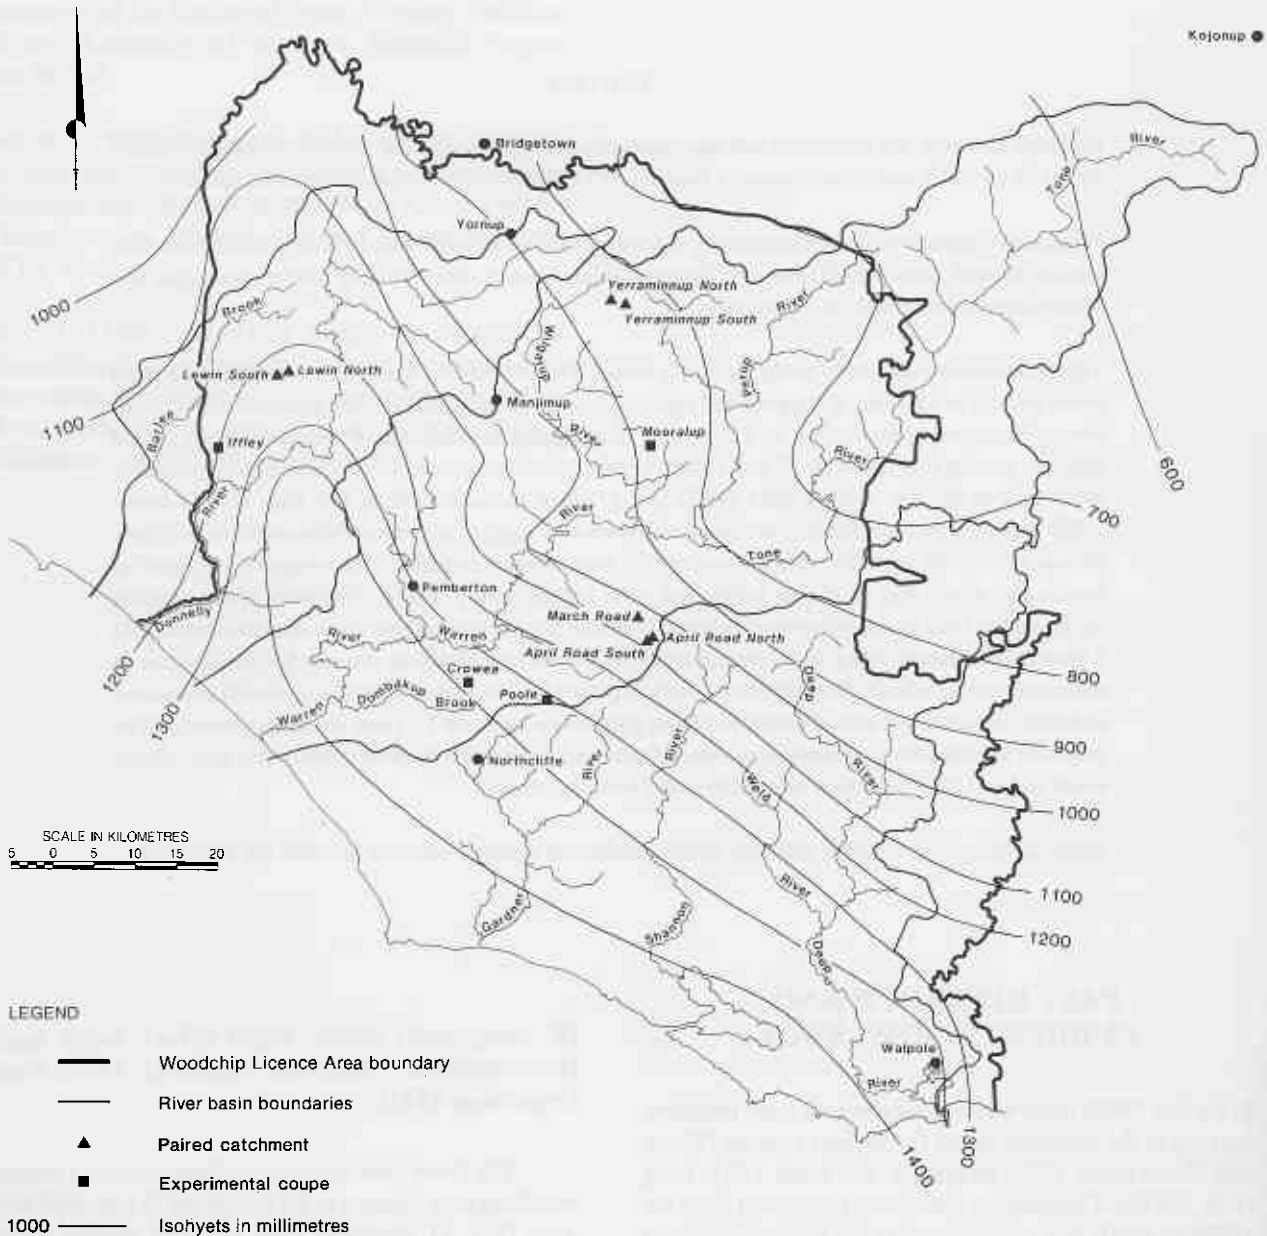 Kojonup
Bridgetown
River
Tone
Yornup
Yerraminnup North
Yerraminnup South
River
1000
Brook
Wilgarup
Perup
Lewin South
Lewin North
Manjimup
1100
Barlee
Iffley
River
Mooralup
River
600
River
River
700
Tone
Pemberton
March Road
Donnelly
River
Warren
April Road North
April Road South
1200
Crowea
Deep
800
Dombakup
Brook
Poole
Warren
1300
900
Northcliffe
River
River
Weld
River
1000
SCALE IN KILOMETRES
5 0 5 10 15 20
River
1100
Gardner
Shannon
1200
Deep
LEGEND
Walpole
River
Woodchip Licence Area boundary
River basin boundaries
1300
Paired catchment
1400
Experimental coupe
1000
Isohyets in millimetres